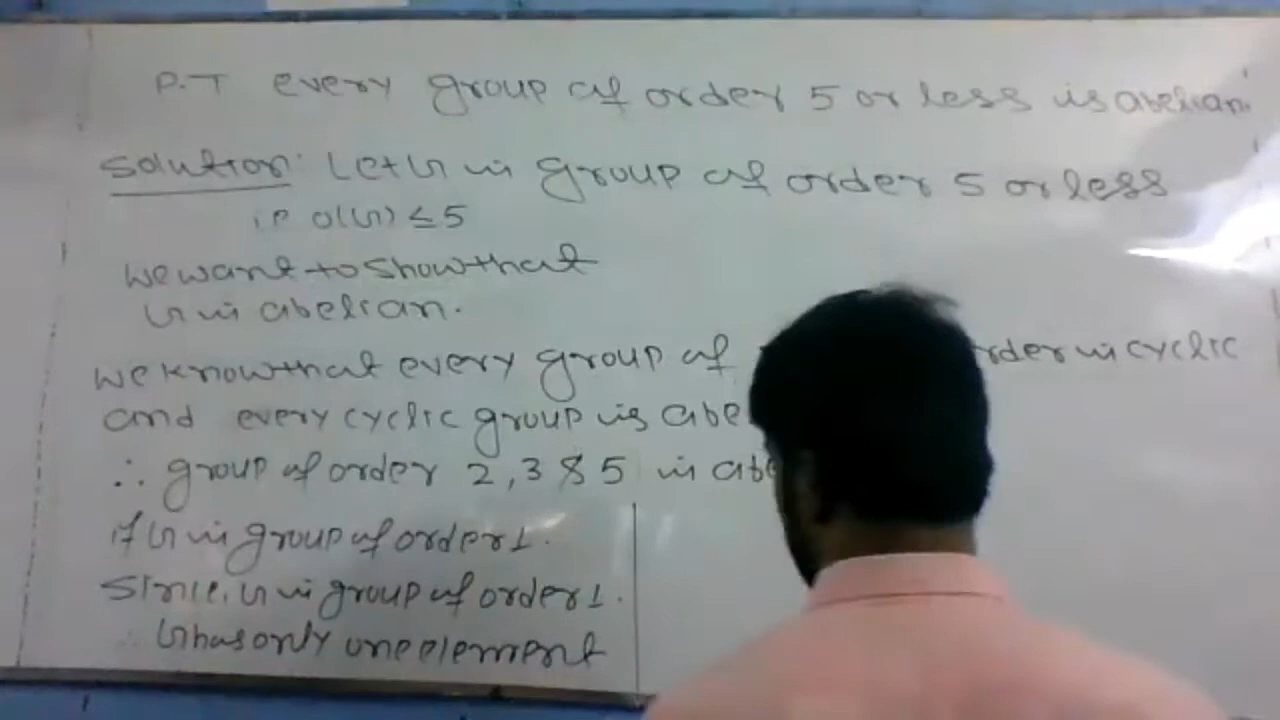 P.T every group of order 5 or less is abelian.
Solution: Let G is group of order 5 or less
i.e O(G) ≤ 5
we want to show that
G is abelian.
we know that every group of rder is cyclic
and every cyclic group is abe
∴ group of order 2, 3 & 5 is abe
if G is group of order 1.
Since, G is group of order 1.
∴ G has only one element